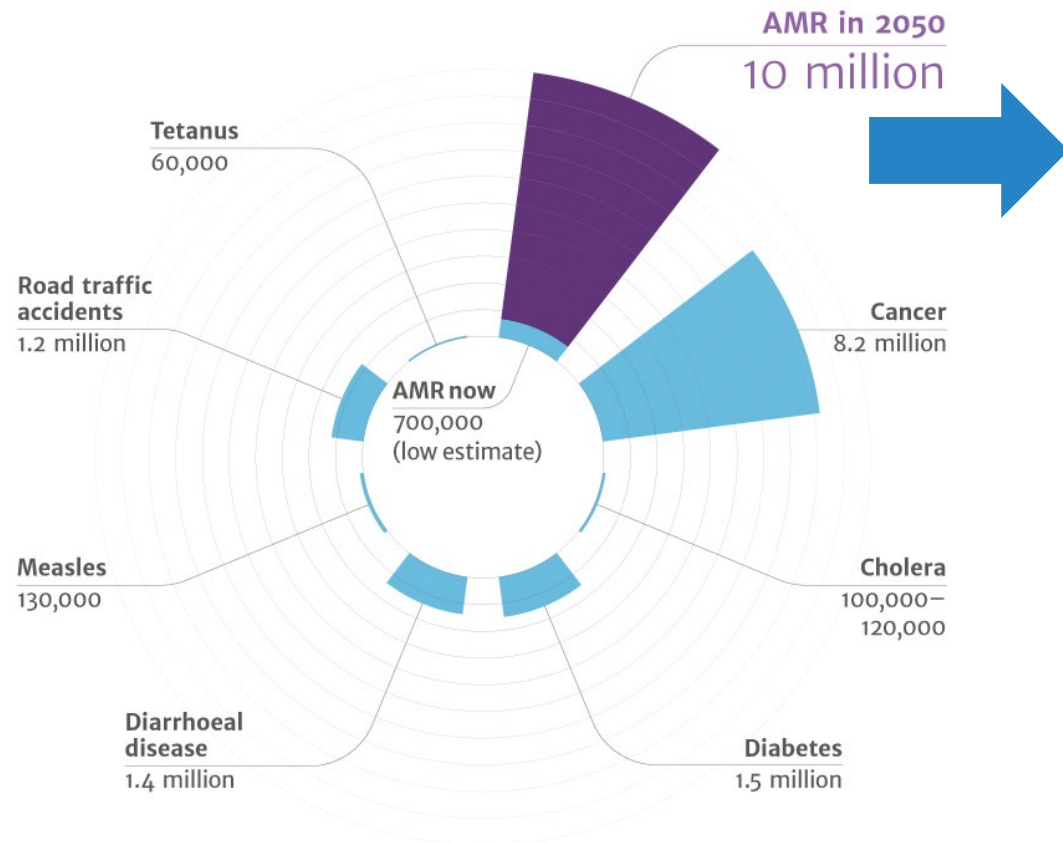 AMR in 2050
10 million
Tetanus
60,000
Road traffic
accidents
1.2 million
Cancer
8.2 million
AMR now
700,000
(low estimate)
Measles
130,000
Cholera
100,000–
120,000
Diarrhoeal
disease
1.4 million
Diabetes
1.5 million